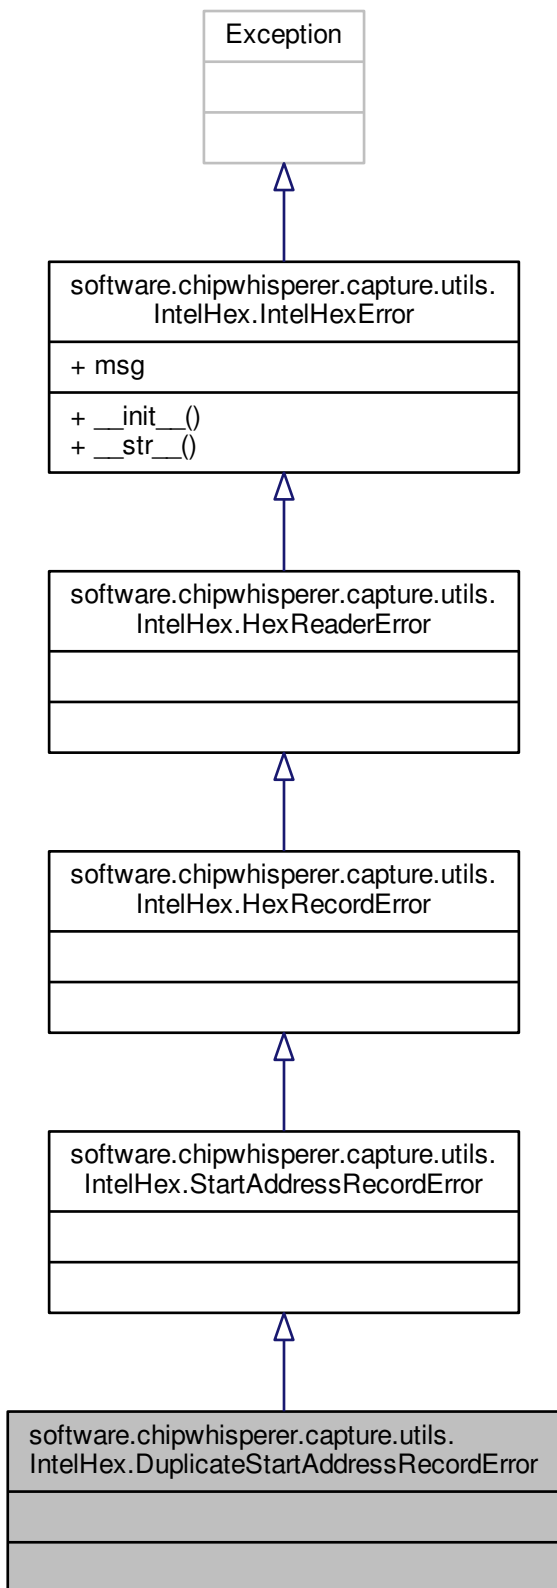 Exception
software.chipwhisperer.capture.utils.
IntelHex.IntelHexError
+ msg
+ __init__()
+ __str__()
software.chipwhisperer.capture.utils.
IntelHex.HexReaderError
software.chipwhisperer.capture.utils.
IntelHex.HexRecordError
software.chipwhisperer.capture.utils.
IntelHex.StartAddressRecordError
software.chipwhisperer.capture.utils.
IntelHex.DuplicateStartAddressRecordError